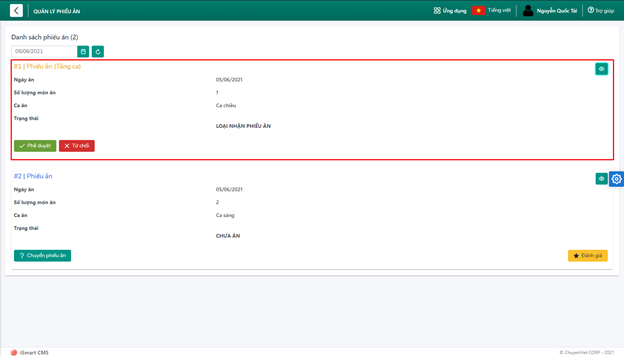 QUẢN LÝ PHIẾU ĂN
Ứng dụng
Tiếng việt
Nguyễn Quốc Tài
Trợ giúp
Danh sách phiếu ăn (2)
05/06/2021
#1 | Phiếu ăn (Tăng ca)
Ngày ăn 05/06/2021
Số lượng món ăn 1
Ca ăn Ca chiều
Trạng thái
LOẠI NHẬN PHIẾU ĂN
Phê duyệt Từ chối
#2 | Phiếu ăn
Ngày ăn 05/06/2021
Số lượng món ăn 2
Ca ăn Ca sáng
Trạng thái
CHƯA ĂN
Chuyển phiếu ăn Đánh giá
iSmart CMS
© ChuyenViet CORP - 2021